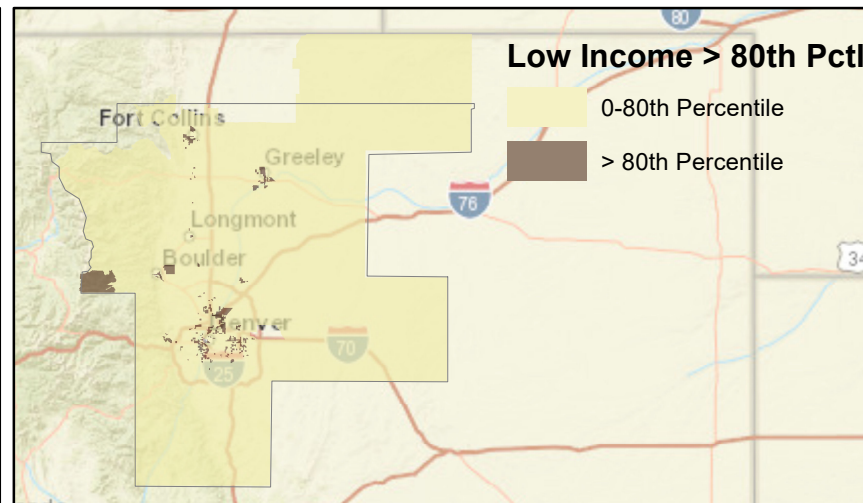 80
Low Income > 80th Pctl
0-80th Percentile
> 80th Percentile
Fort Collins
Greeley
76
Longmont
Boulder
34
Denver
70
25